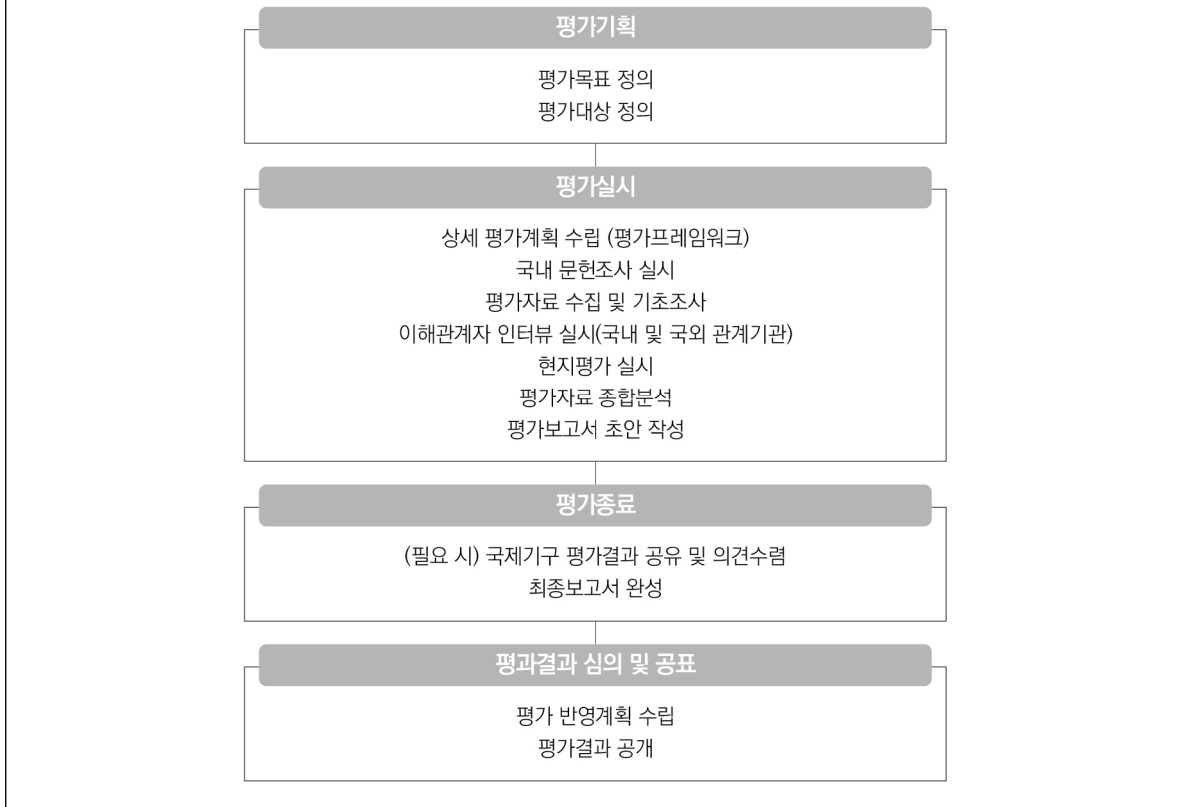 평가기획
평가목표 정의
평가대상 정의
평가실시
상세 평가계획 수립 (평가프레임워크)
국내 문헌조사 실시
평가자료 수집 및 기초조사
이해관계자 인터뷰 실시(국내 및 국외 관계기관)
현지평가 실시
평가자료 종합분석
평가보고서 초안 작성
평가종료
(필요 시) 국제기구 평가결과 공유 및 의견수렴
최종보고서 완성
평과결과 심의 및 공표
평가 반영계획 수립
평가결과 공개